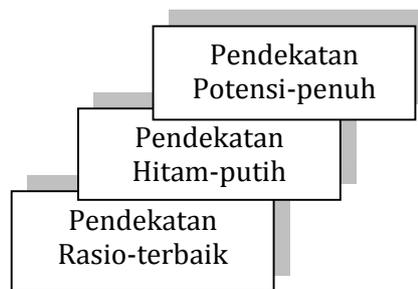 Pendekatan
Potensi-penuh
Pendekatan
Hitam-putih
Pendekatan
Rasio-terbaik